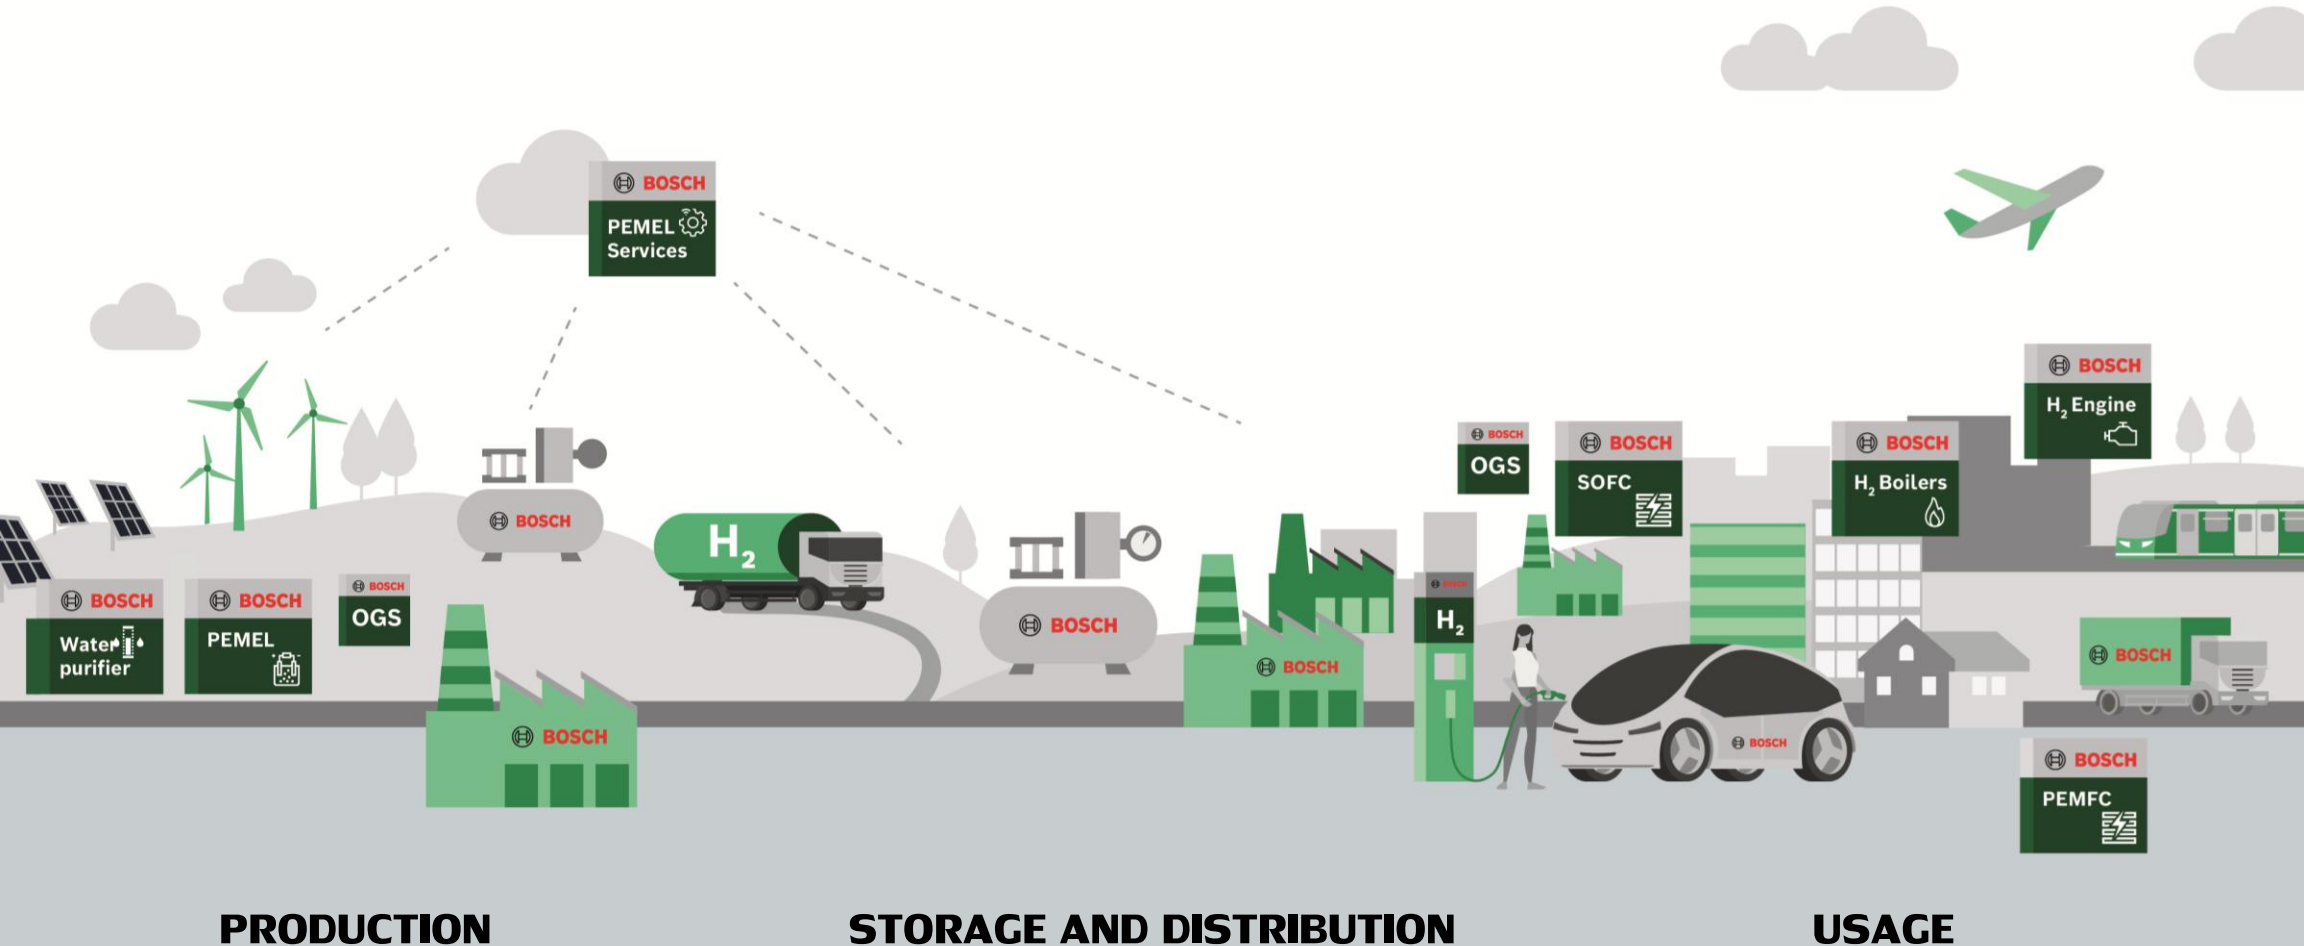 BOSCH
PEMEL
Services
BOSCH
H₂ Engine
BOSCH
OGS
BOSCH
SOFC
BOSCH
H₂ Boilers
BOSCH
H₂
BOSCH
Water
purifier
BOSCH
PEMEL
BOSCH
OGS
BOSCH
BOSCH
BOSCH
BOSCH
H₂
BOSCH
BOSCH
BOSCH
PEMFC
PRODUCTION
STORAGE AND DISTRIBUTION
USAGE